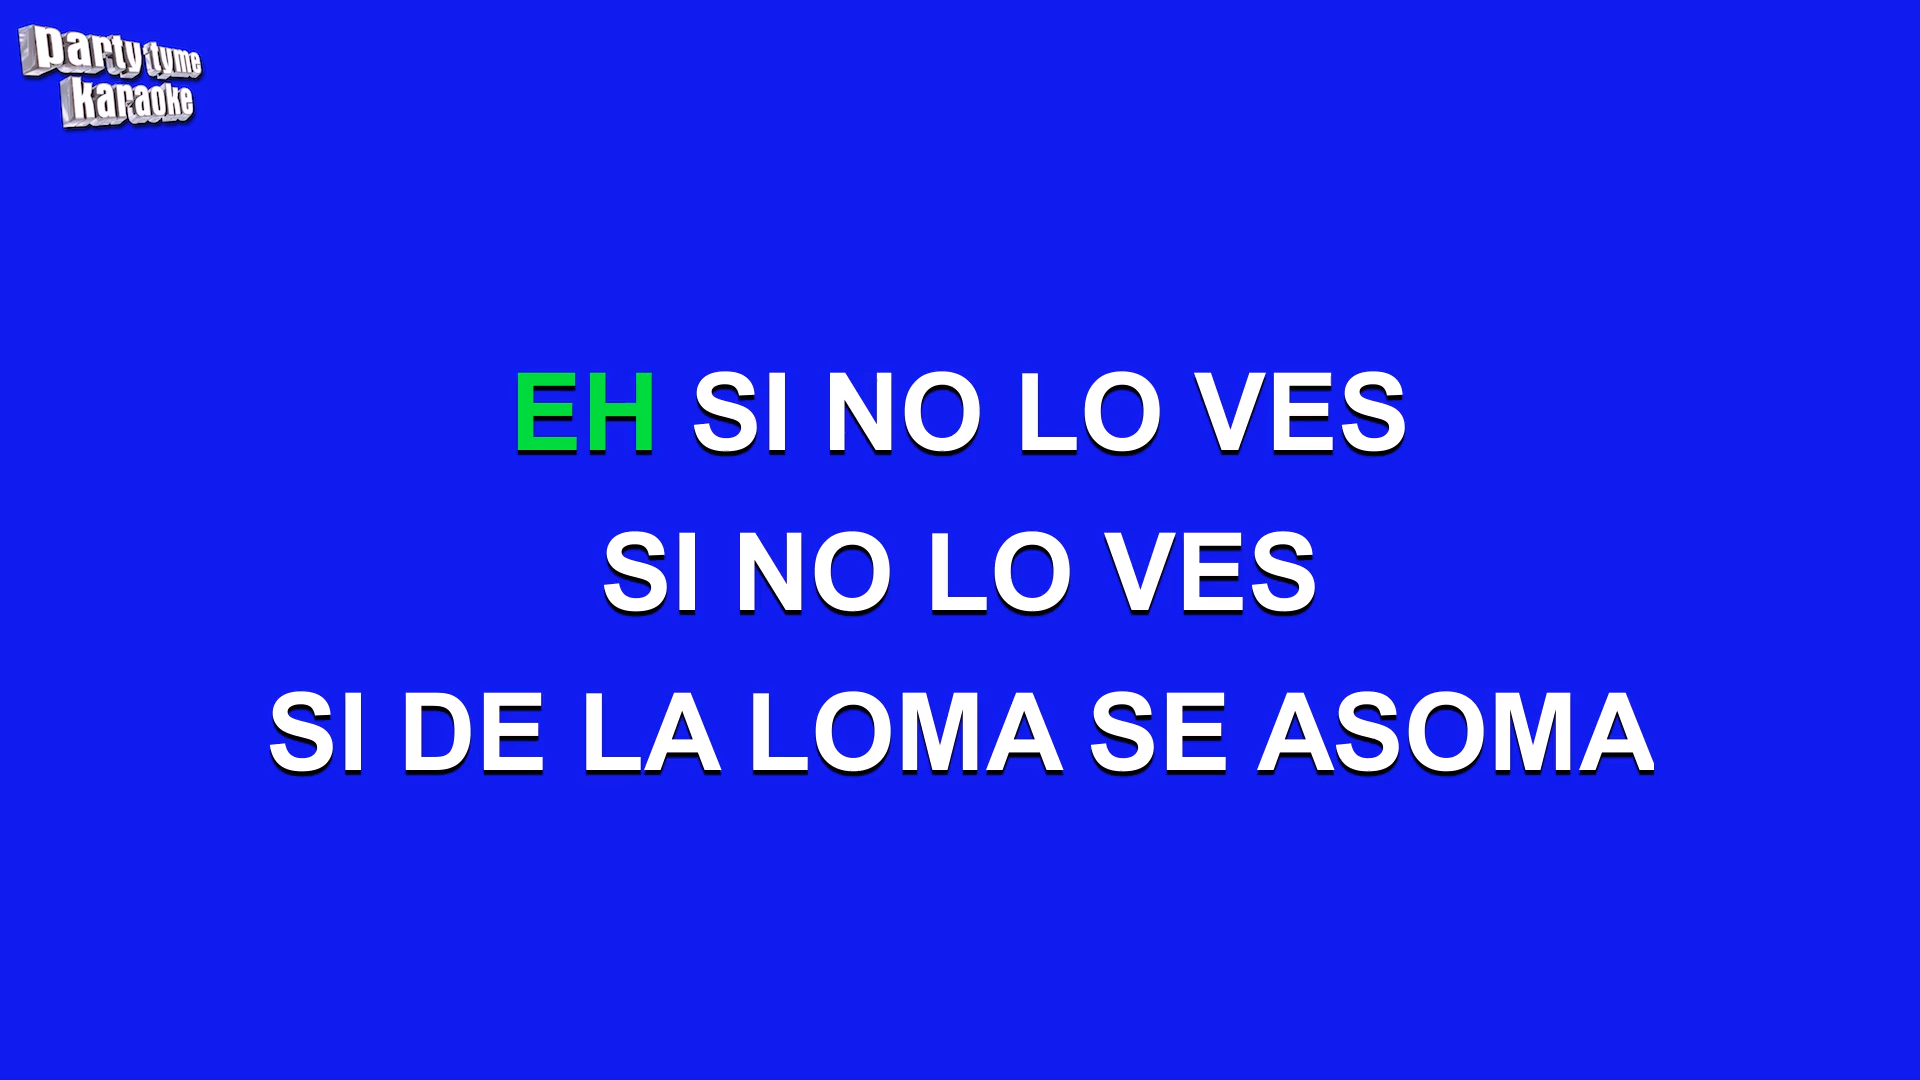 party tyme
karaoke
EH SI NO LO VES
SI NO LO VES
SI DE LA LOMA SE ASOMA